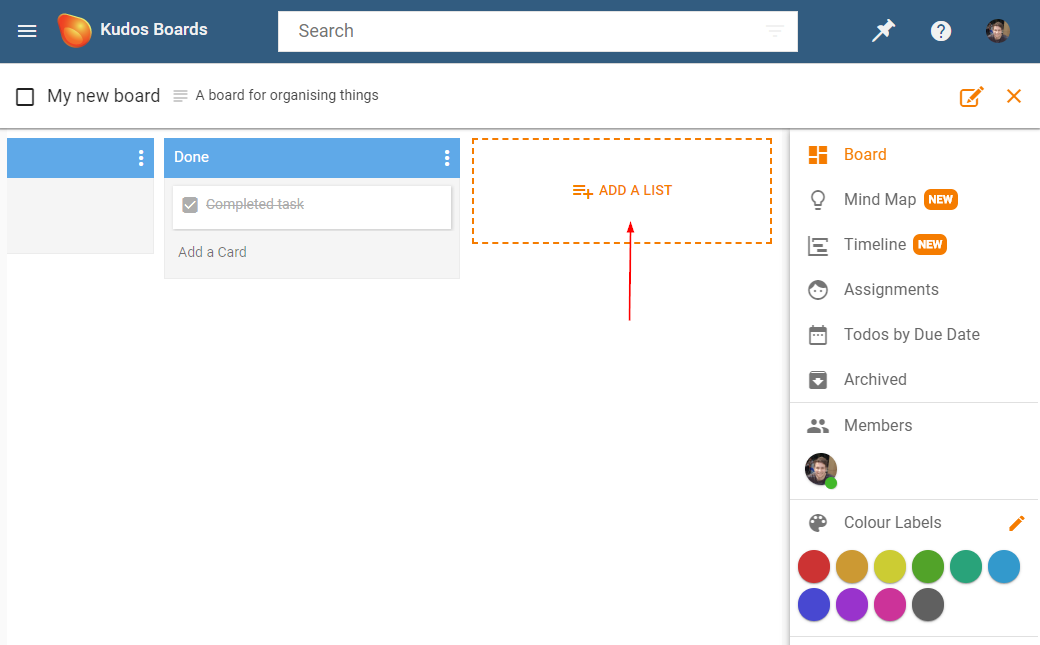 Kudos Boards
Search
My new board
A board for organising things
Done
Completed task
Add a Card
ADD A LIST
Board
Mind Map NEW
Timeline NEW
Assignments
Todos by Due Date
Archived
Members
Colour Labels